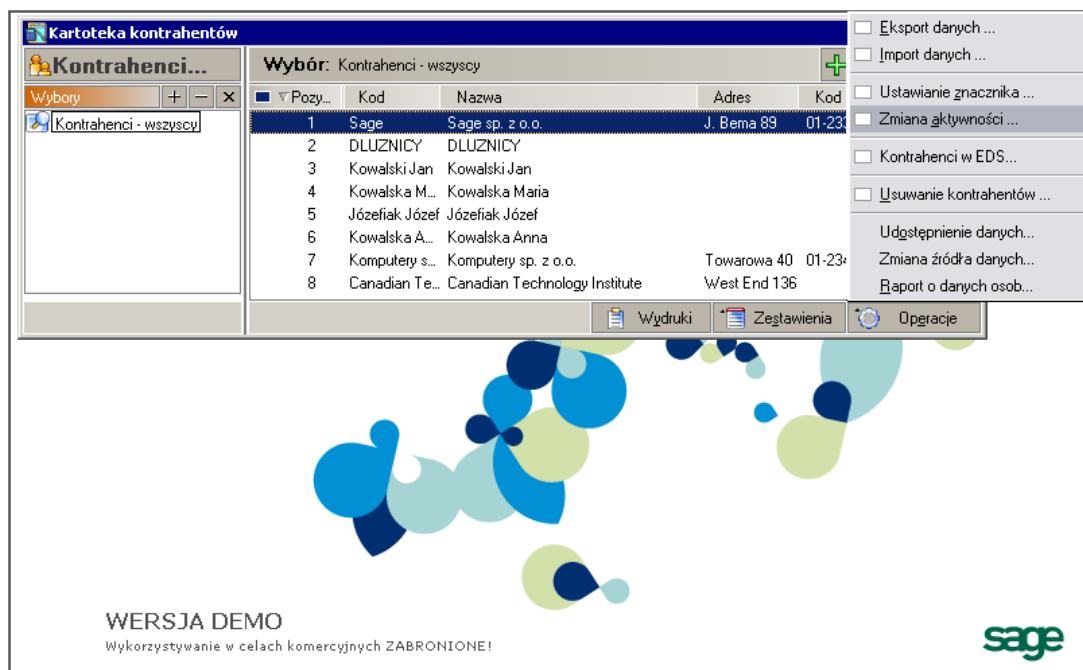 Kartoteka kontrahentów
Kontrahenci...
Wybór: Kontrahenci - wszyscy
Wybory
Kontrahenci - wszyscy
Pozy... Kod Nazwa Adres Kod
1 Sage Sage sp. z o.o. J. Bema 89 01-233
2 DLUZNICY DLUZNICY
3 Kowalski Jan Kowalski Jan
4 Kowalska M... Kowalska Maria
5 Józefiak Józef Józefiak Józef
6 Kowalska A... Kowalska Anna
7 Komputery s... Komputery sp. z o.o. Towarowa 40 01-234
8 Canadian Te... Canadian Technology Institute West End 136
Eksport danych ...
Import danych ...
Ustawianie znacznika ...
Zmiana aktywności ...
Kontrahenci w EDS...
Usuwanie kontrahentów ...
Udostępnienie danych...
Zmiana źródła danych...
Raport o danych osob...
Wydruki Zestawienia Operacje
WERSJA DEMO
Wykorzystywanie w celach komercyjnych ZABRONIONE!
sage